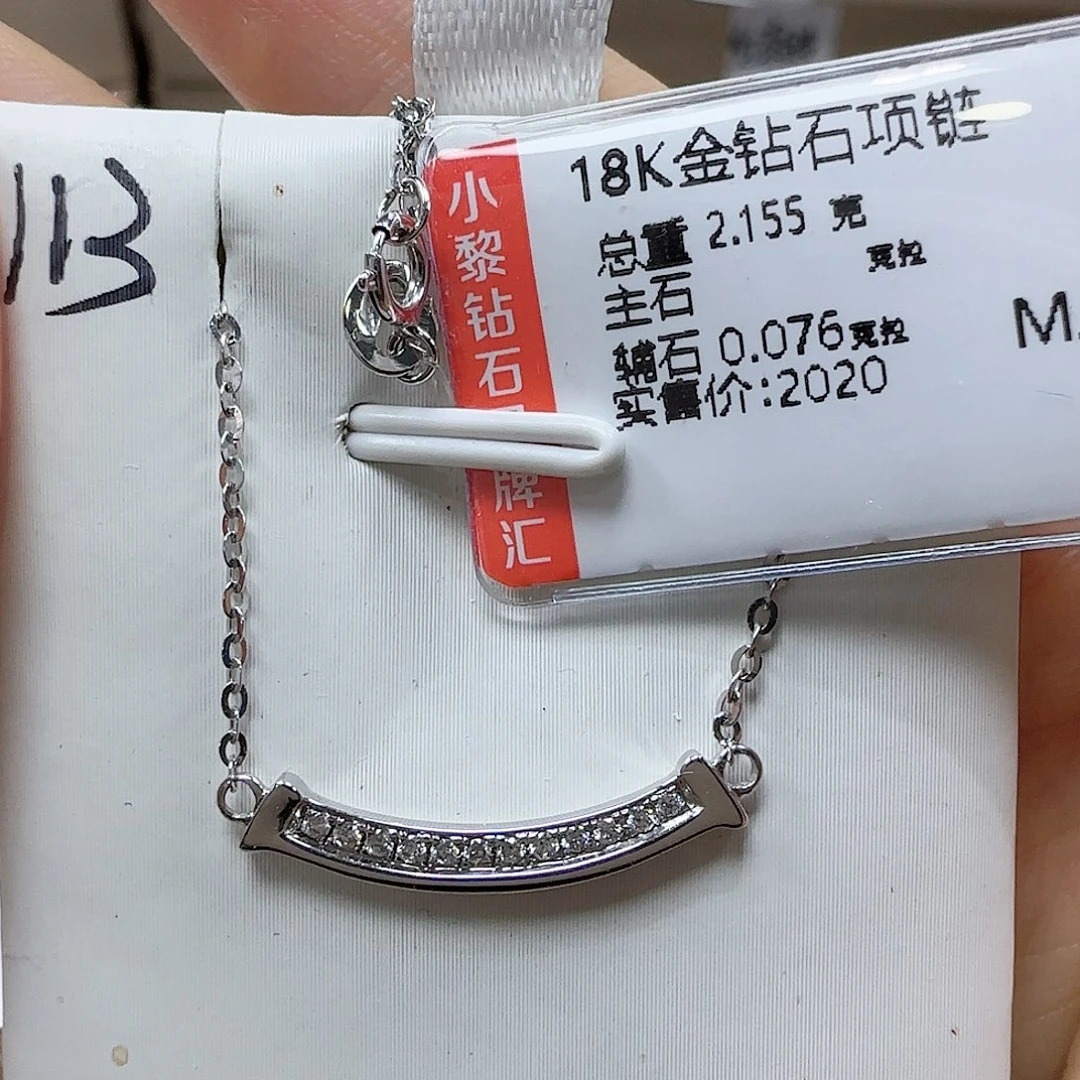 113
小黎钻石
牌汇
18K金钻石项链
总重 2.155 克
克拉
主石
辅石 0.076克拉
实售价:2020
M